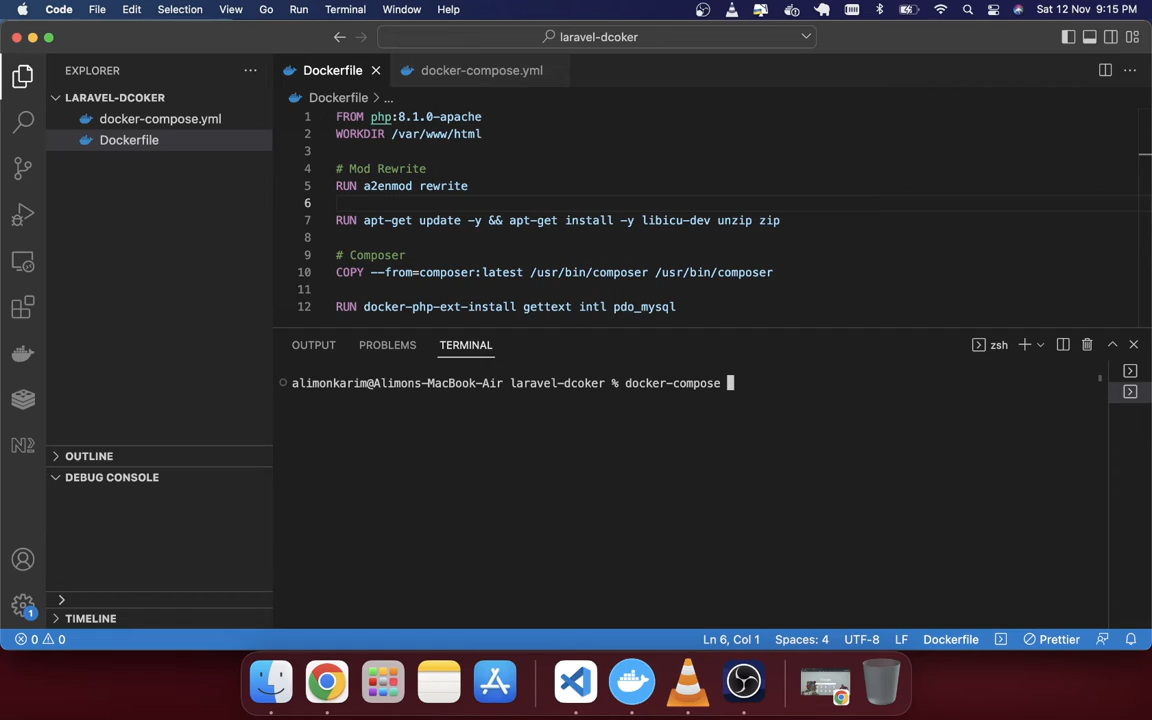 Code File Edit Selection View Go Run Terminal Window Help Sat 12 Nov 9:15 PM
laravel-dcoker
EXPLORER
LARAVEL-DCOKER
docker-compose.yml
Dockerfile
OUTLINE
DEBUG CONSOLE
TIMELINE
Dockerfile docker-compose.yml
Dockerfile > ...
1 FROM php:8.1.0-apache
2 WORKDIR /var/www/html
3
4 # Mod Rewrite
5 RUN a2enmod rewrite
6
7 RUN apt-get update -y && apt-get install -y libicu-dev unzip zip
8
9 # Composer
10 COPY --from=composer:latest /usr/bin/composer /usr/bin/composer
11
12 RUN docker-php-ext-install gettext intl pdo_mysql
OUTPUT PROBLEMS TERMINAL zsh
alimonkarim@Alimons-MacBook-Air laravel-dcoker % docker-compose
1
0 0 Ln 6, Col 1 Spaces: 4 UTF-8 LF Dockerfile Prettier